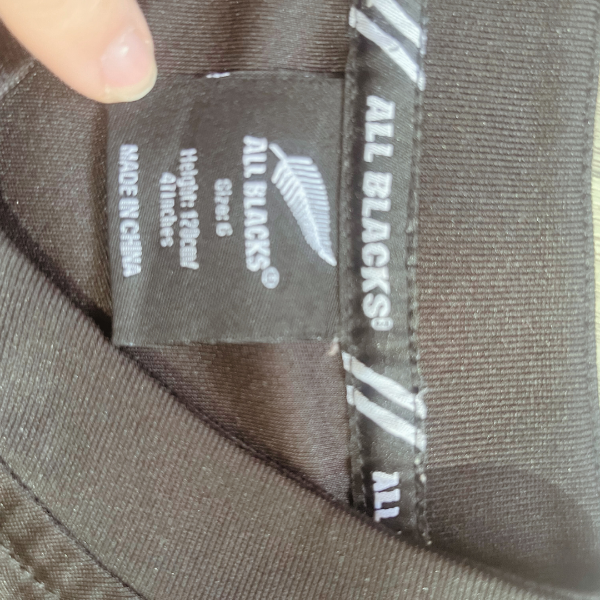 ALL BLACKS®
Size: 6
Height: 120cm/
41inches
MADE IN CHINA
ALL BLACKS®
ALL